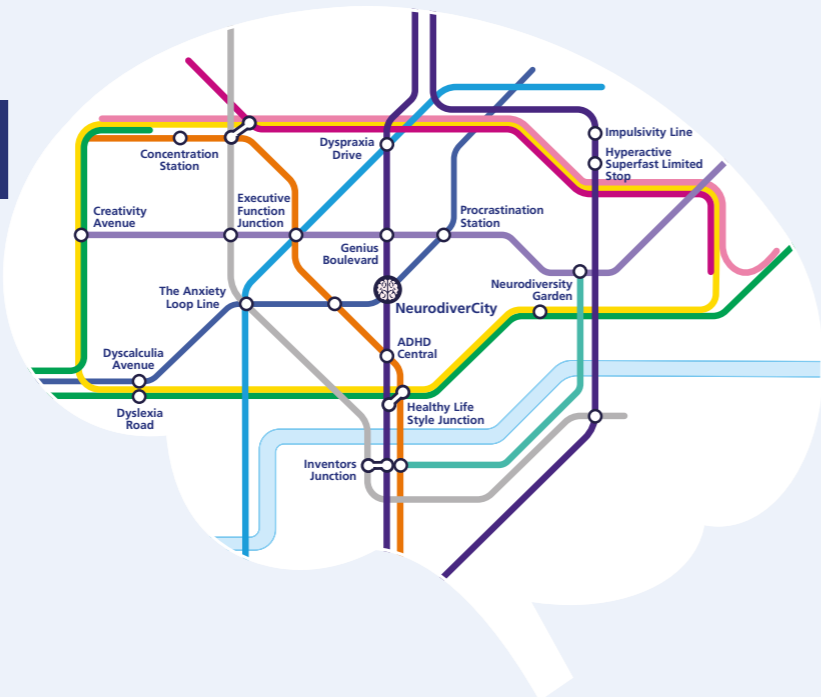 Impulsivity Line
Hyperactive
Superfast Limited
Stop
Concentration
Station
Dyspraxia
Drive
Creativity
Avenue
Executive
Function
Junction
Genius
Boulevard
Procrastination
Station
The Anxiety
Loop Line
NeurodiverCity
Neurodiversity
Garden
Dyscalculia
Avenue
ADHD
Central
Dyslexia
Road
Healthy Life
Style Junction
Inventors
Junction